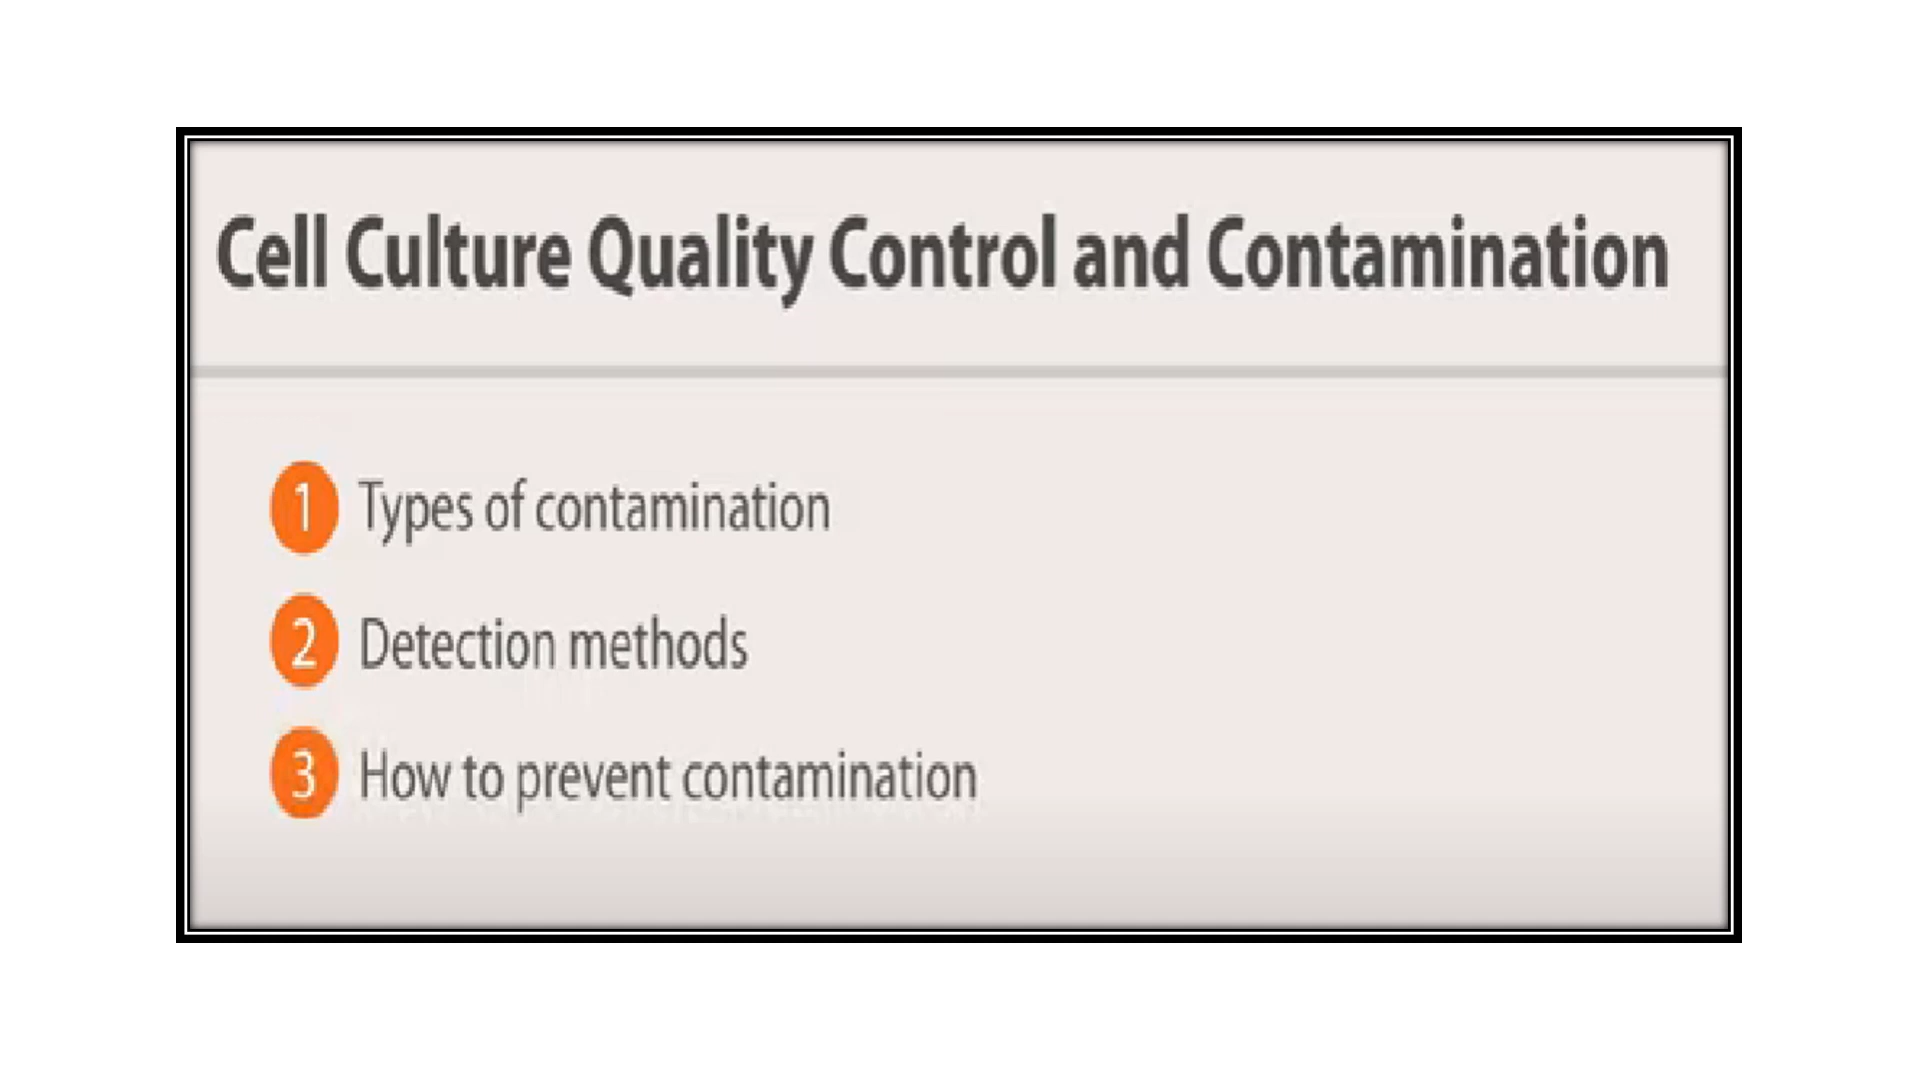 Cell Culture Quality Control and Contamination
1 Types of contamination
2 Detection methods
3 How to prevent contamination